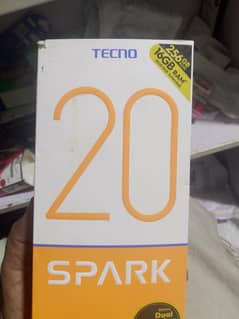 TECNO
256GB
16GB RAM*
20
SPARK
Dual